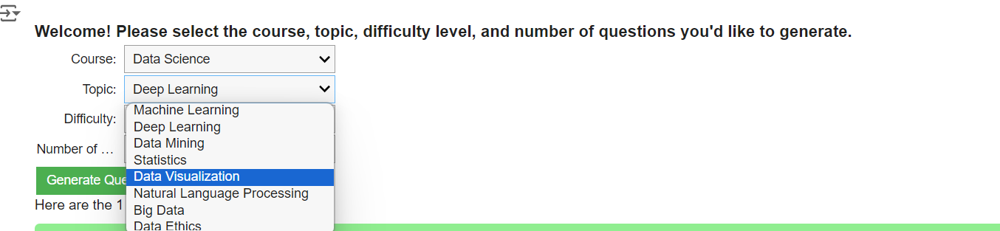 Welcome! Please select the course, topic, difficulty level, and number of questions you'd like to generate.
Course: Data Science
Topic: Deep Learning
Machine Learning
Difficulty:
Deep Learning
Data Mining
Number of …
Statistics
Data Visualization
Generate Que
Natural Language Processing
Here are the 1
Big Data
Data Ethics